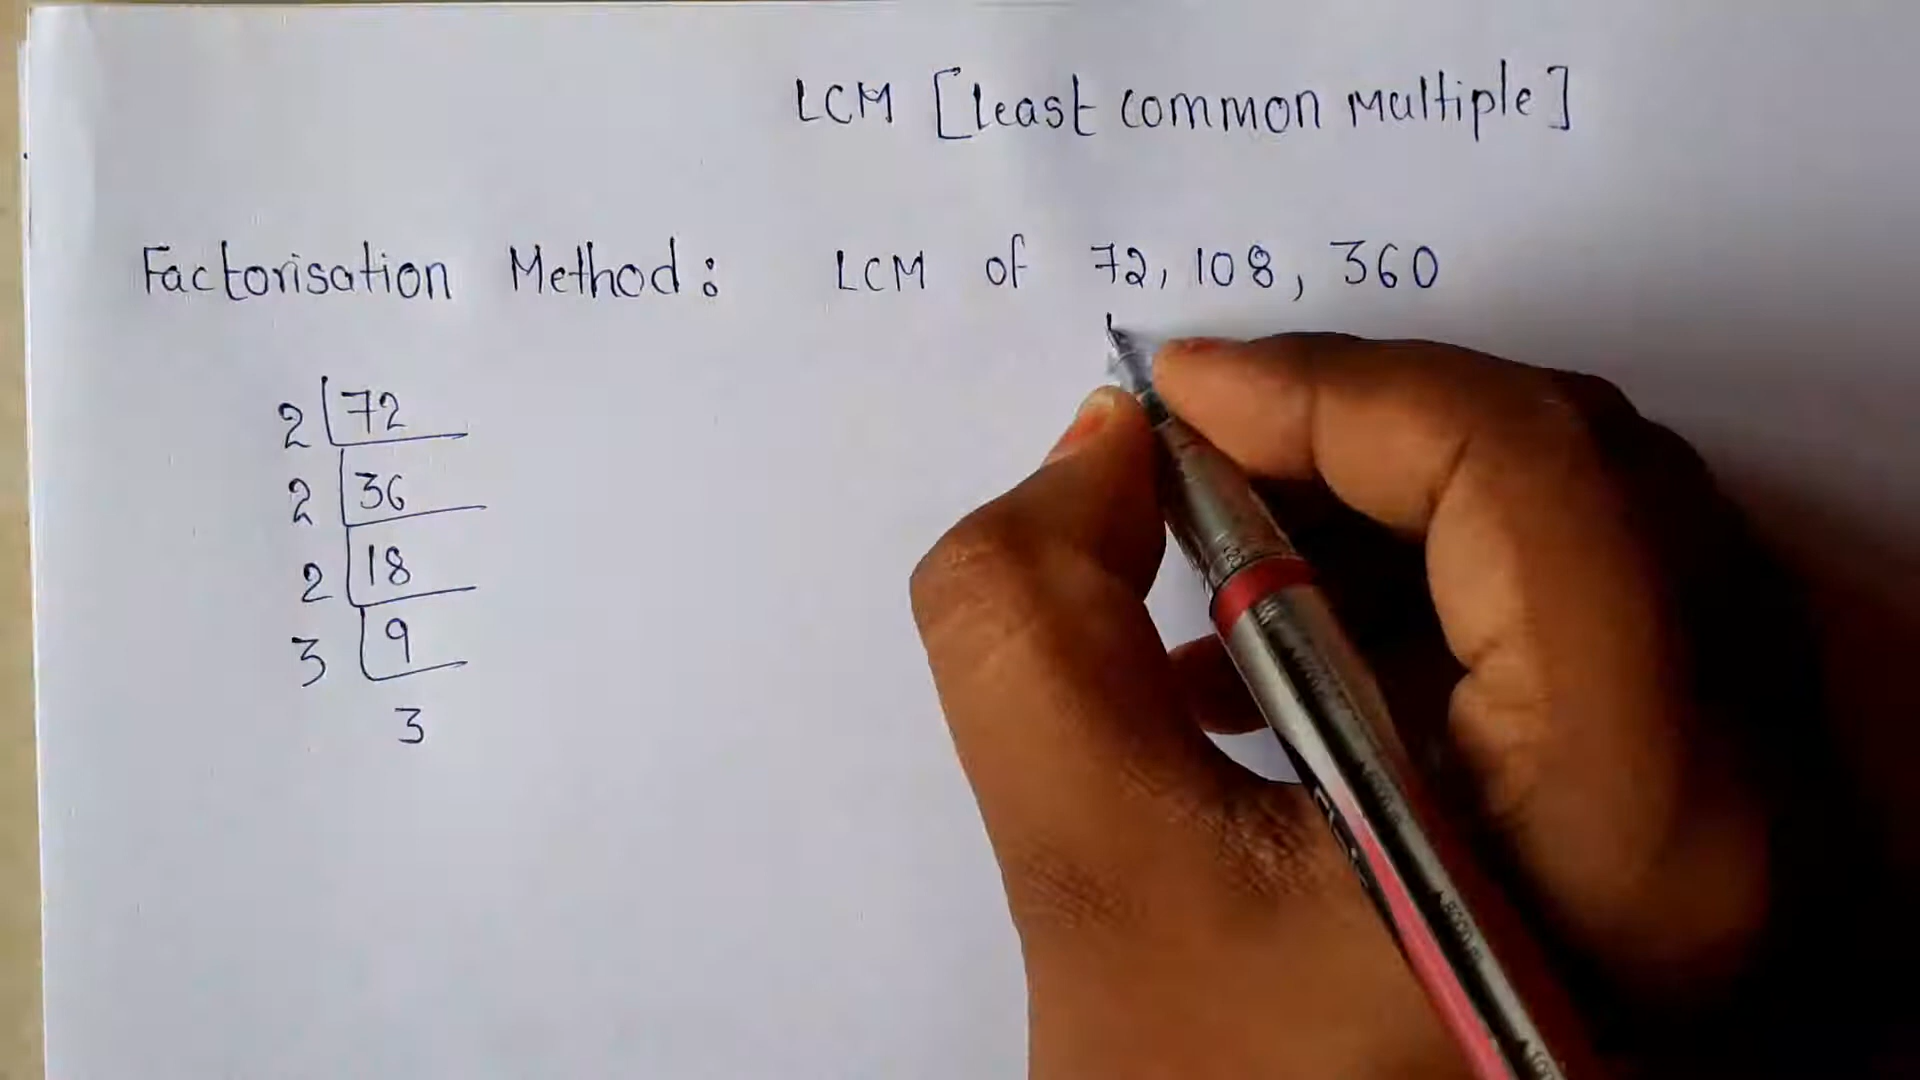 LCM [Least common Multiple]
Factorisation Method: LCM of 72, 108, 360
2 72
2 36
2 18
3 9
3